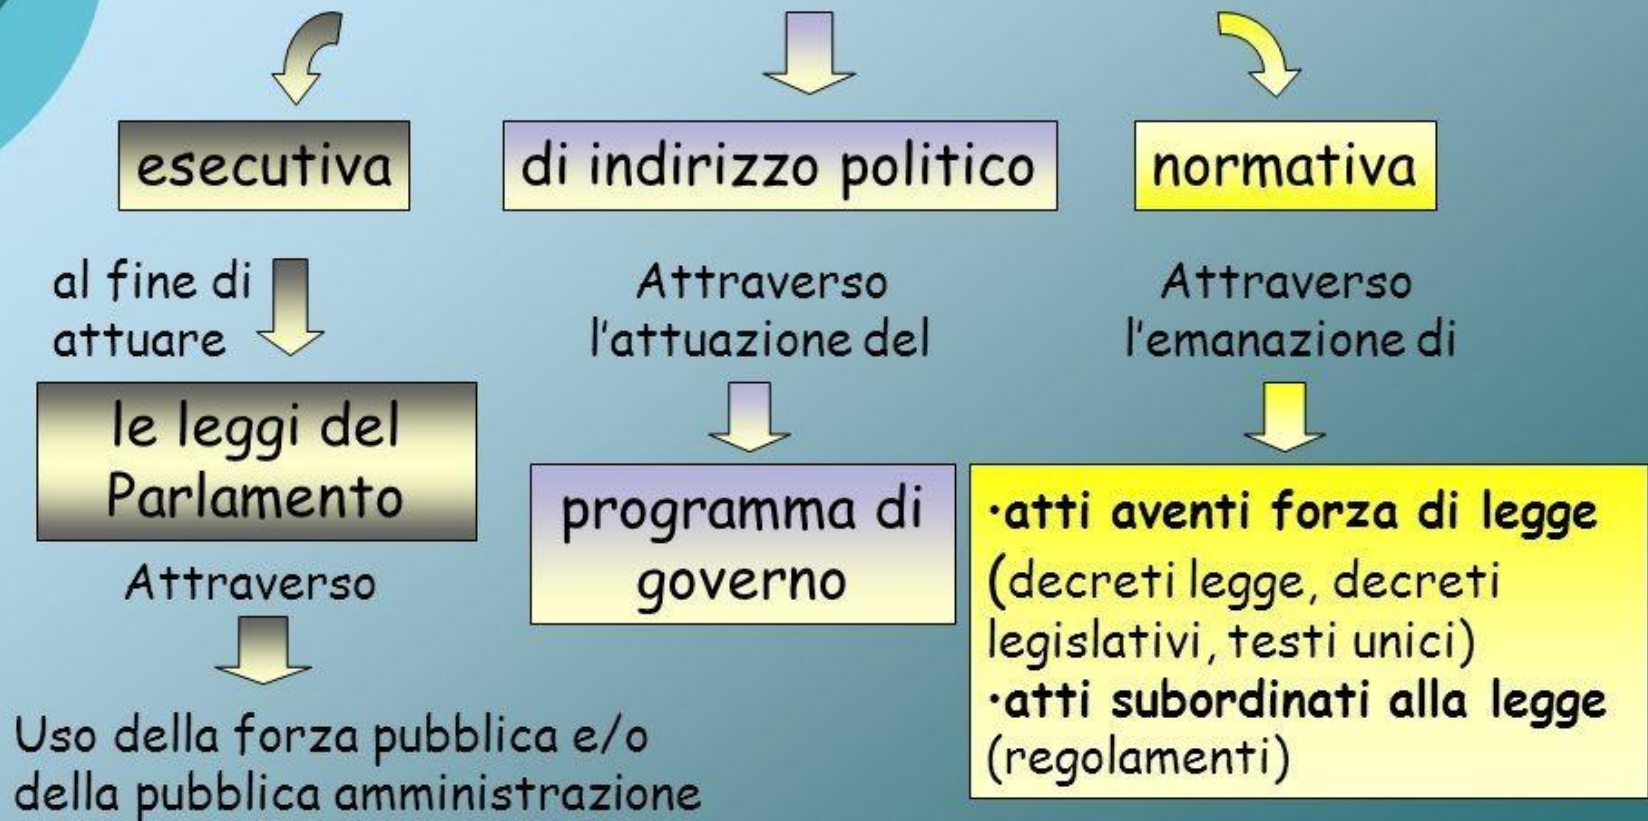 esecutiva
al fine di
attuare
le leggi del
Parlamento
Attraverso
Uso della forza pubblica e/o
della pubblica amministrazione
di indirizzo politico
Attraverso
l'attuazione del
programma di
governo
normativa
Attraverso
l'emanazione di
•atti aventi forza di legge
(decreti legge, decreti
legislativi, testi unici)
•atti subordinati alla legge
(regolamenti)